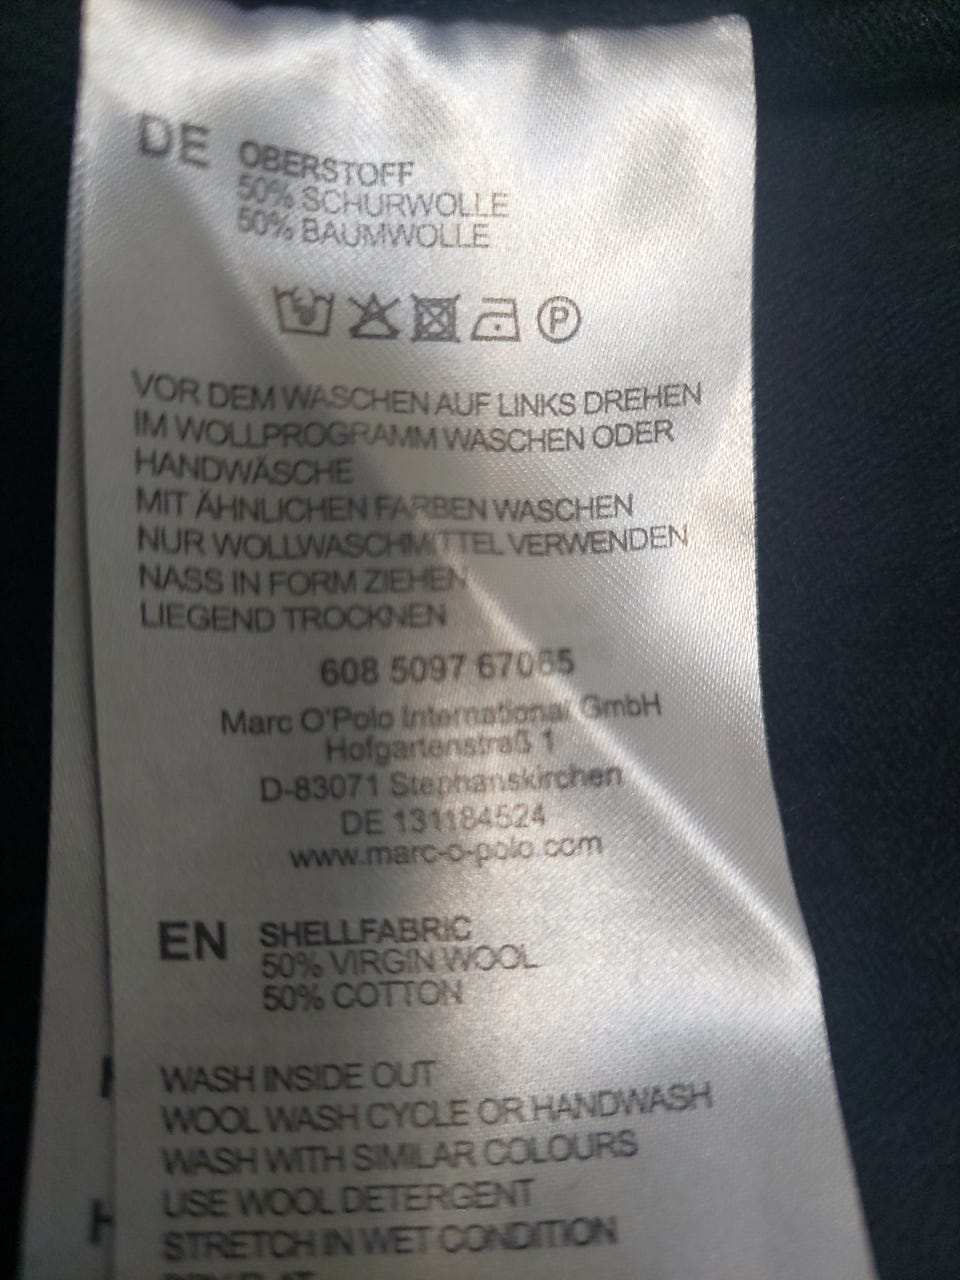 DE OBERSTOFF
50% SCHURWOLLE
50% BAUMWOLLE
P
VOR DEM WASCHEN AUF LINKS DREHEN
IM WOLLPROGRAMM WASCHEN ODER
HANDWÄSCHE
MIT ÄHNLICHEN FARBEN WASCHEN
NUR WOLLWASCHMITTEL VERWENDEN
NASS IN FORM ZIEHEN
LIEGEND TROCKNEN
608 5097 67065
Marc O'Polo International GmbH
Hofgartenstraß 1
D-83071 Stephanskirchen
DE 131184524
www.marc-o-polo.com
EN SHELLFABRIC
50% VIRGIN WOOL
50% COTTON
WASH INSIDE OUT
WOOL WASH CYCLE OR HANDWASH
WASH WITH SIMILAR COLOURS
USE WOOL DETERGENT
STRETCH IN WET CONDITION